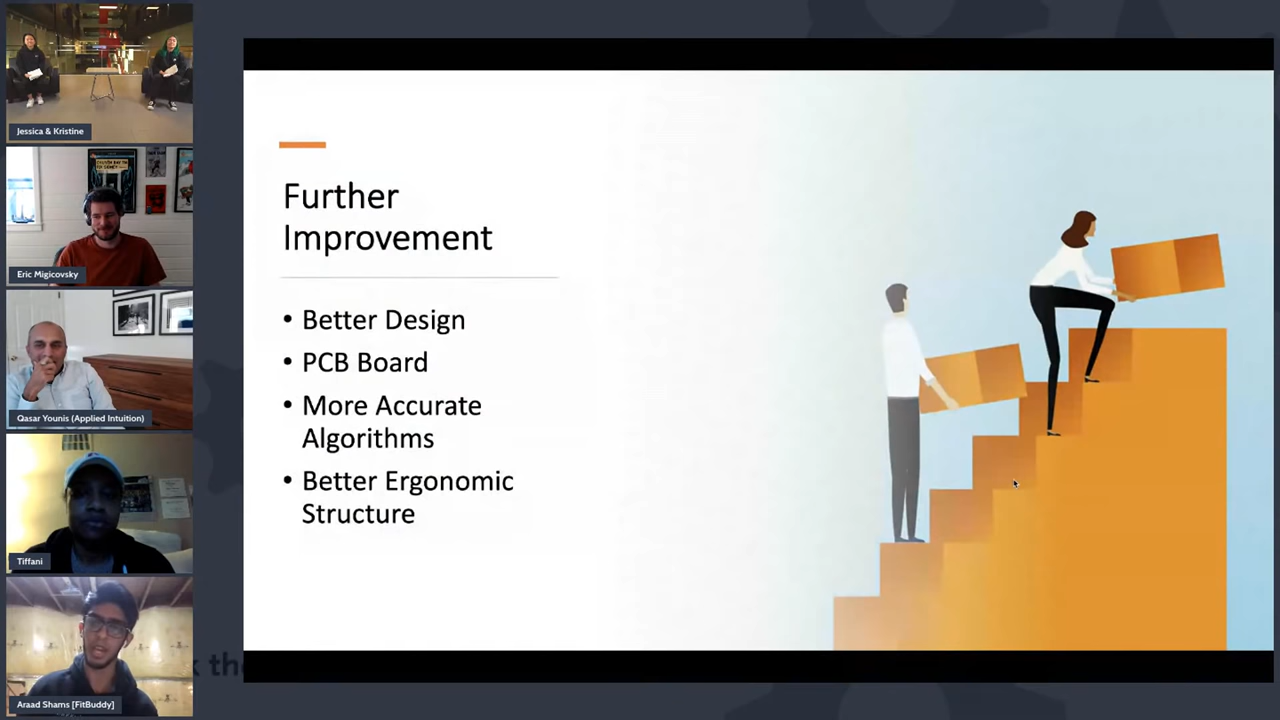 Jessica & Kristine
Eric Migicovsky
Qasar Younis (Applied Intuition)
Tiffani
Araad Shams [FitBuddy]
Further
Improvement
• Better Design
• PCB Board
• More Accurate
Algorithms
• Better Ergonomic
Structure